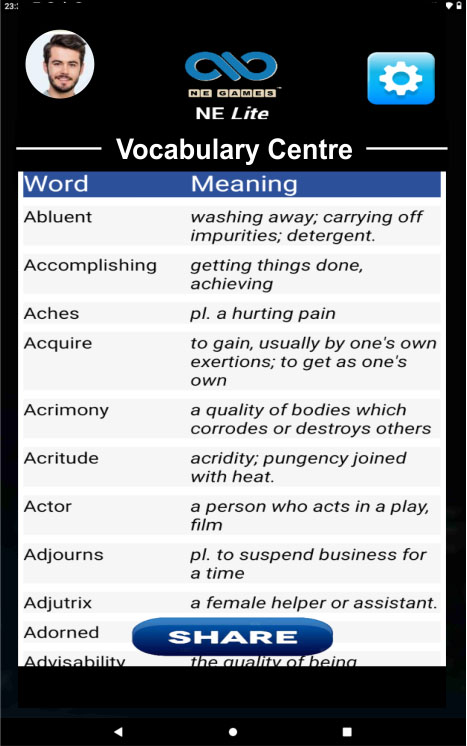 NE GAMES
NE Lite
Vocabulary Centre
Word Meaning
Abluent washing away; carrying off
impurities; detergent.
Accomplishing getting things done,
achieving
Aches pl. a hurting pain
Acquire to gain, usually by one's own
exertions; to get as one's
own
Acrimony a quality of bodies which
corrodes or destroys others
Acritude acridity; pungency joined
with heat.
Actor a person who acts in a play,
film
Adjourns pl. to suspend business for
a time
Adjutrix a female helper or assistant.
Adorned
SHARE
Advisability the quality of being